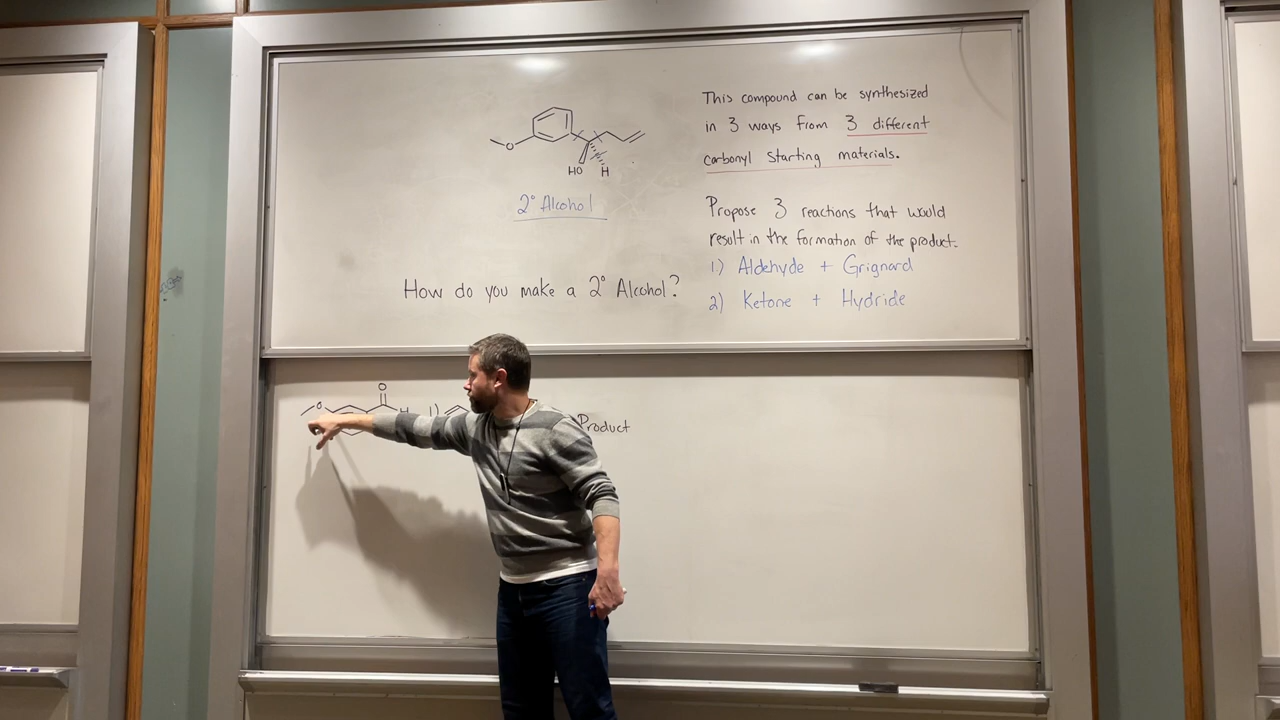 This compound can be synthesized
in 3 ways from 3 different
carbonyl starting materials.
O
HO
H
2° Alcohol
Propose 3 reactions that would
result in the formation of the product.
1.) Aldehyde + Grignard
2) Ketone + Hydride
How do you make a 2° Alcohol?
O
O
H
1)
Product